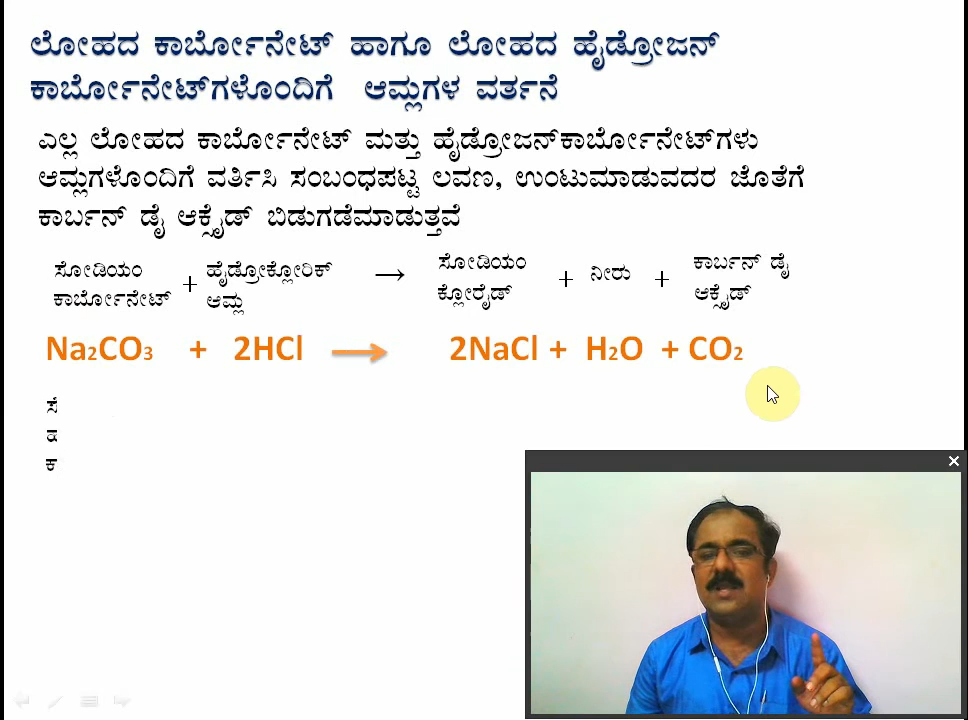 ಲೋಹದ ಕಾರ್ಬೋನೇಟ್ ಹಾಗೂ ಲೋಹದ ಹೈಡ್ರೋಜನ್
ಕಾರ್ಬೋನೇಟ್‌ಗಳೊಂದಿಗೆ ಆಮ್ಲಗಳ ವರ್ತನೆ
ಎಲ್ಲ ಲೋಹದ ಕಾರ್ಬೋನೇಟ್ ಮತ್ತು ಹೈಡ್ರೋಜನ್‌ಕಾರ್ಬೋನೇಟ್‌ಗಳು
ಆಮ್ಲಗಳೊಂದಿಗೆ ವರ್ತಿಸಿ ಸಂಬಂಧಪಟ್ಟ ಲವಣ, ಉಂಟುಮಾಡುವದರ ಜೊತೆಗೆ
ಕಾರ್ಬನ್ ಡೈ ಆಕ್ಸೈಡ್ ಬಿಡುಗಡೆಮಾಡುತ್ತವೆ
ಸೋಡಿಯಂ + ಹೈಡ್ರೋಕ್ಲೋರಿಕ್ → ಸೋಡಿಯಂ + ನೀರು + ಕಾರ್ಬನ್ ಡೈ
ಕಾರ್ಬೋನೇಟ್ ಆಮ್ಲ ಕ್ಲೋರೈಡ್ ಆಕ್ಸೈಡ್
Na₂CO₃ + 2HCl → 2NaCl + H₂O + CO₂